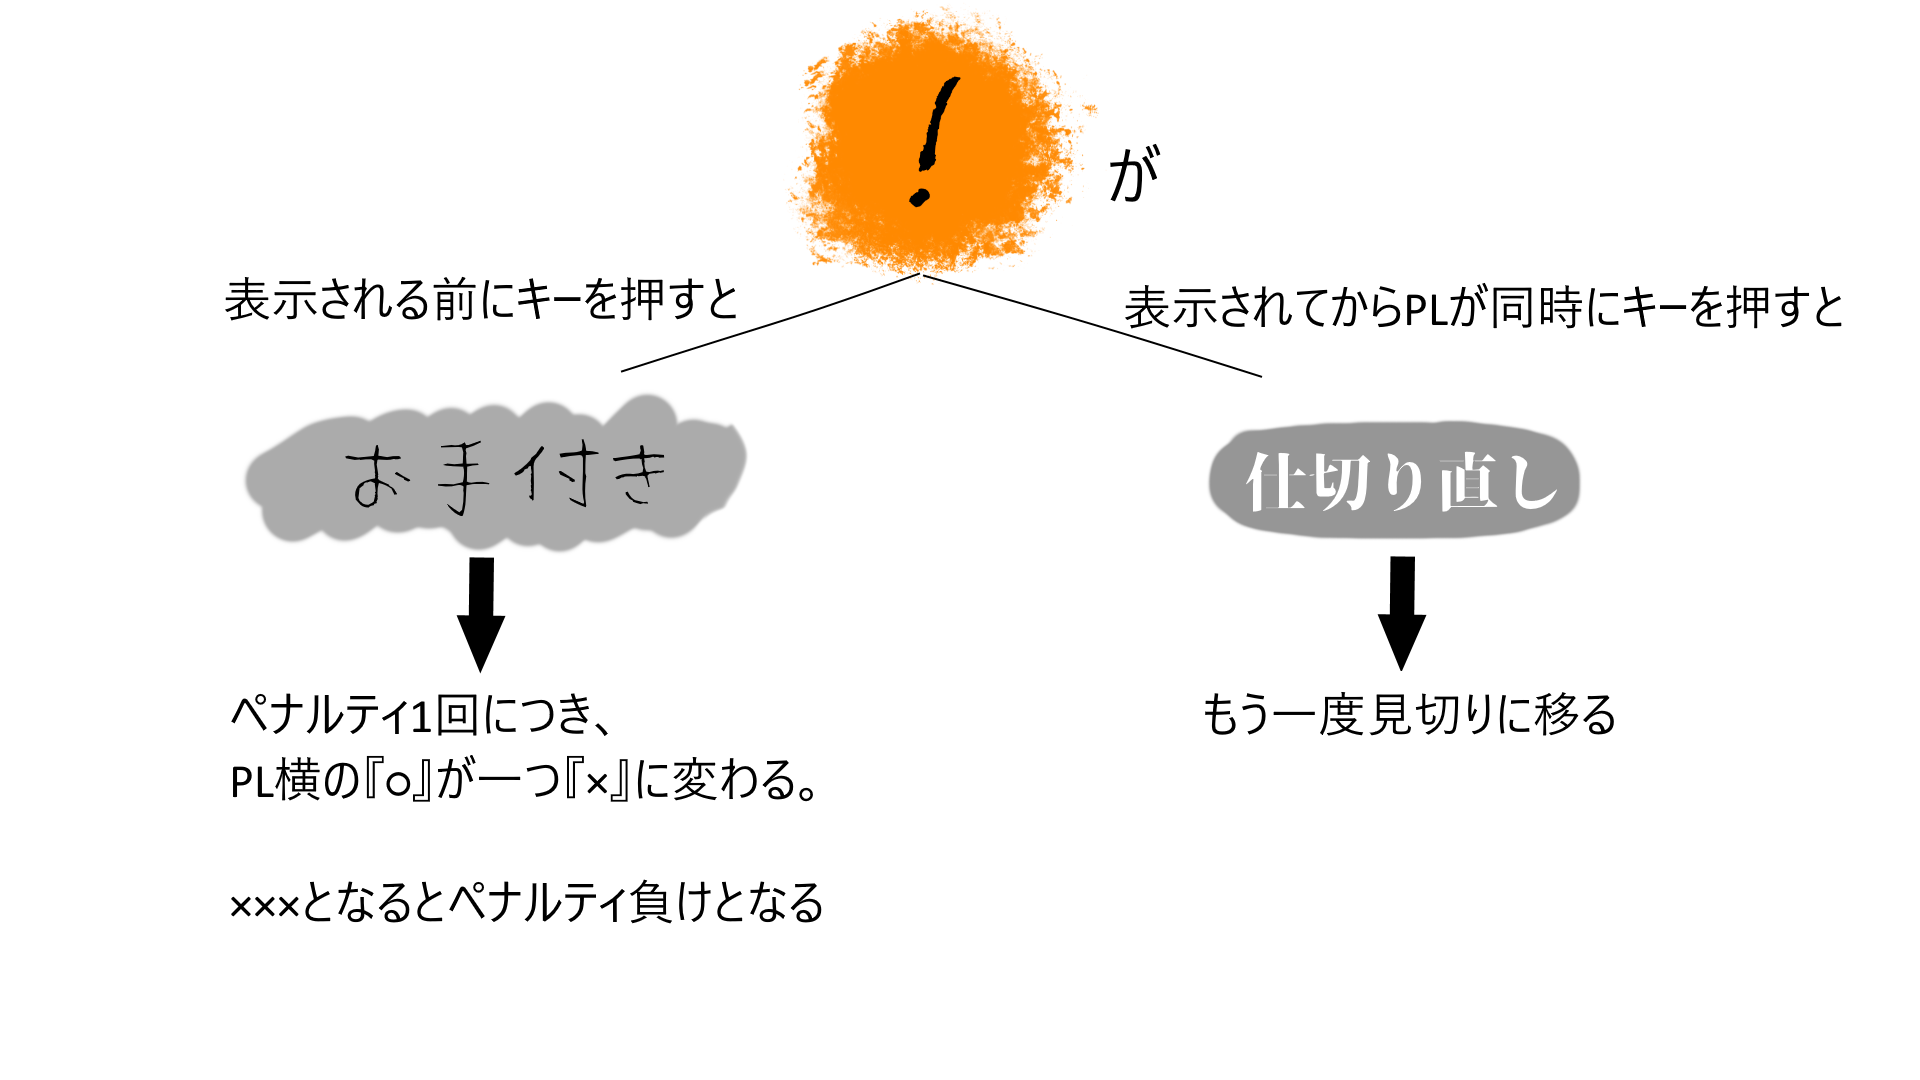 !
が
表示される前にキーを押すと
表示されてからPLが同時にキーを押すと
お手付き
仕切り直し
ペナルティ1回につき、
PL横の『○』が一つ『×』に変わる。
×××となるとペナルティ負けとなる
もう一度見切りに移る